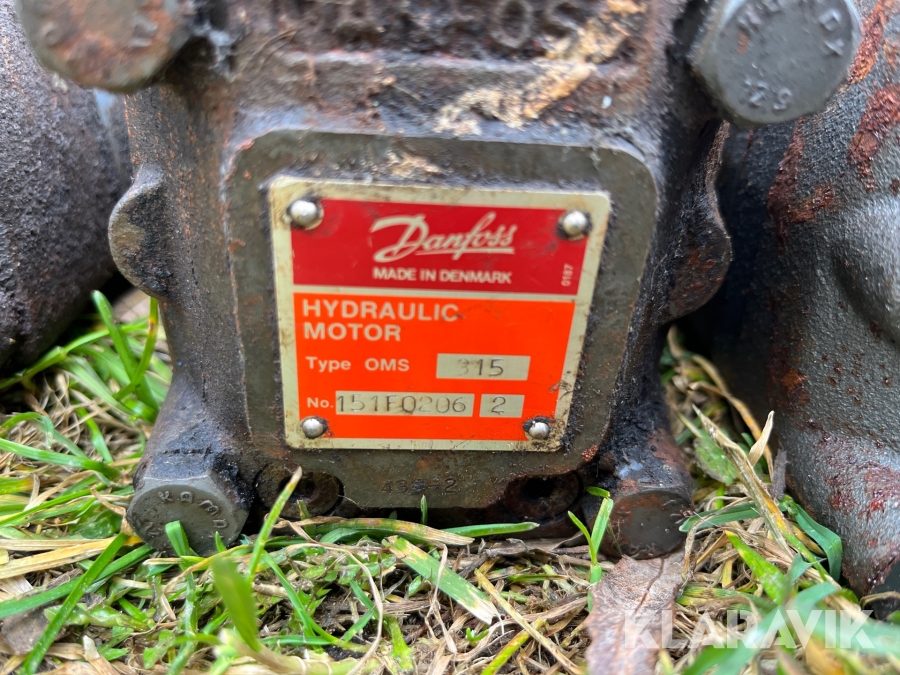 Danfoss
MADE IN DENMARK
0187
HYDRAULIC
MOTOR
Type OMS 315
No. 151F0206 2
KLARAVIK